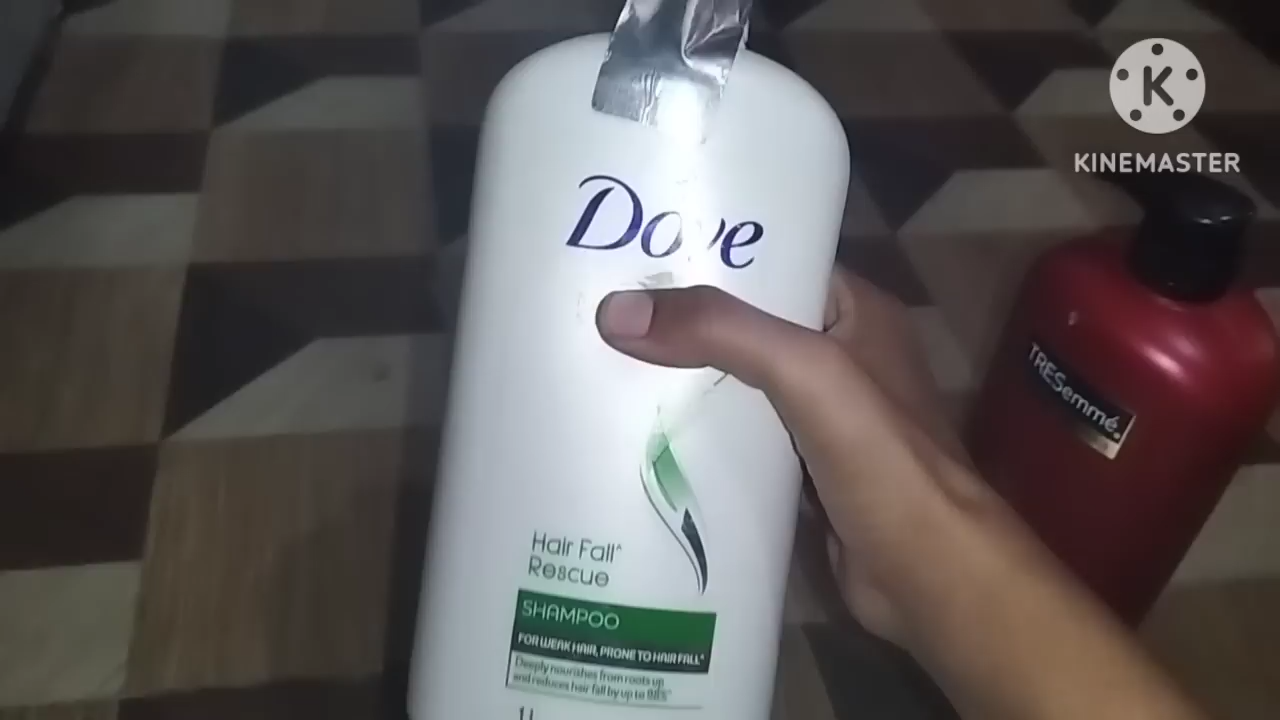 K
KINEMASTER
Dove
TRESemmé.
Hair Fall^
Rescue
SHAMPOO
FOR WEAK HAIR, PRONE TO HAIR FALL^
Deeply nourishes from roots up
and reduces hair fall by up to 98%^